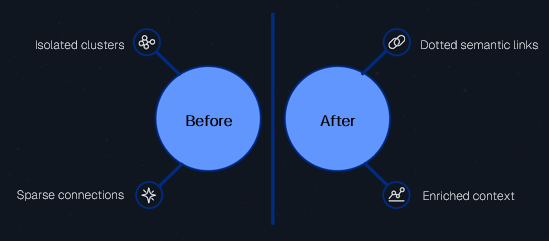 Isolated clusters
Before
Sparse connections
Dotted semantic links
After
Enriched context